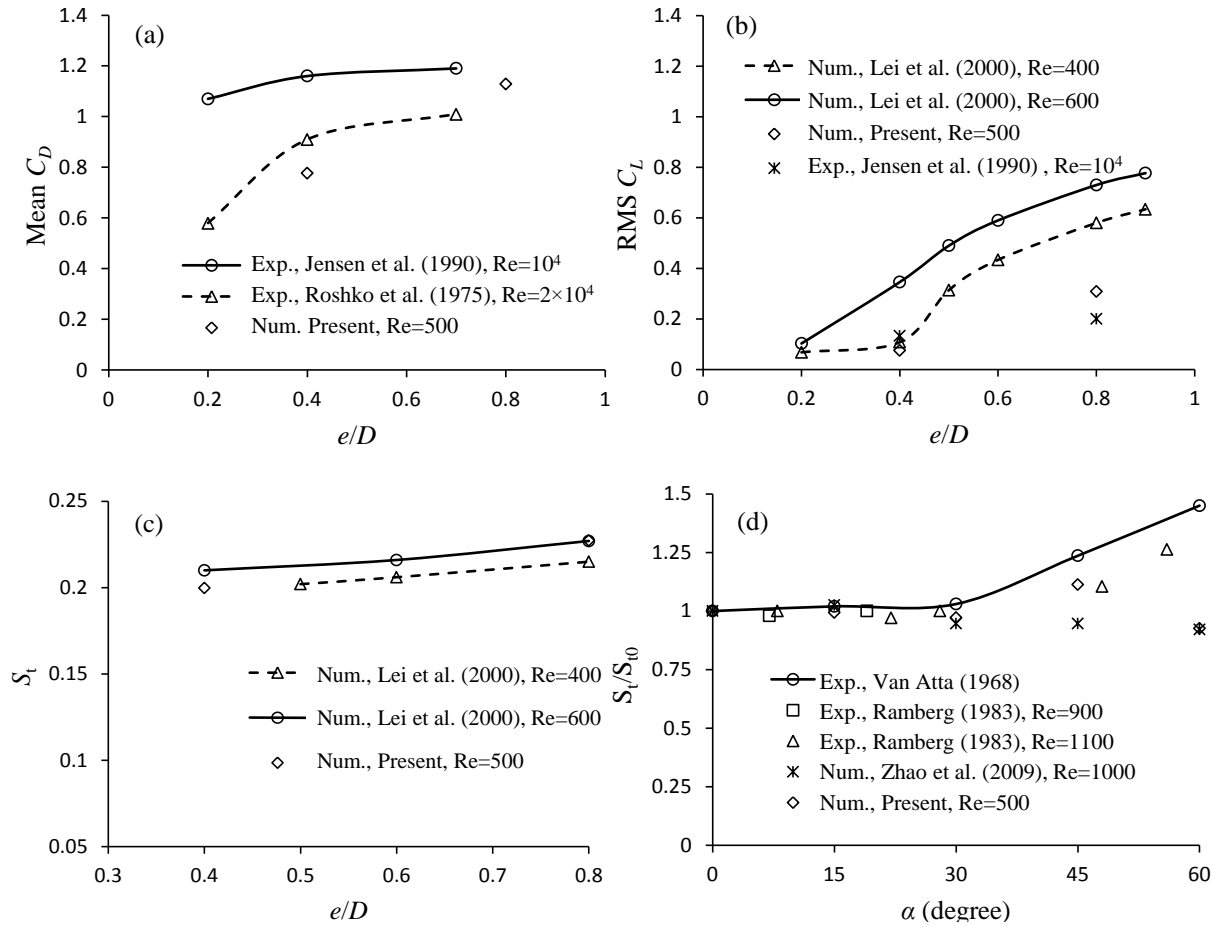 (a)
1.4
1.2
1
0.8
0.6
0.4
0.2
0
Mean C_D
Exp., Jensen et al. (1990), Re=10⁴
Exp., Roshko et al. (1975), Re=2×10⁴
Num. Present, Re=500
0 0.2 0.4 0.6 0.8 1
e/D
(b)
1.4
1.2
1
0.8
0.6
0.4
0.2
0
RMS C_L
Num., Lei et al. (2000), Re=400
Num., Lei et al. (2000), Re=600
Num., Present, Re=500
Exp., Jensen et al. (1990) , Re=10⁴
0 0.2 0.4 0.6 0.8 1
e/D
(c)
0.25
0.2
0.15
0.1
0.05
S_t
Num., Lei et al. (2000), Re=400
Num., Lei et al. (2000), Re=600
Num., Present, Re=500
0.3 0.4 0.5 0.6 0.7 0.8
e/D
(d)
1.5
1.25
1
0.75
0.5
0.25
0
S_t/S_t0
Exp., Van Atta (1968)
Exp., Ramberg (1983), Re=900
Exp., Ramberg (1983), Re=1100
Num., Zhao et al. (2009), Re=1000
Num., Present, Re=500
0 15 30 45 60
α (degree)